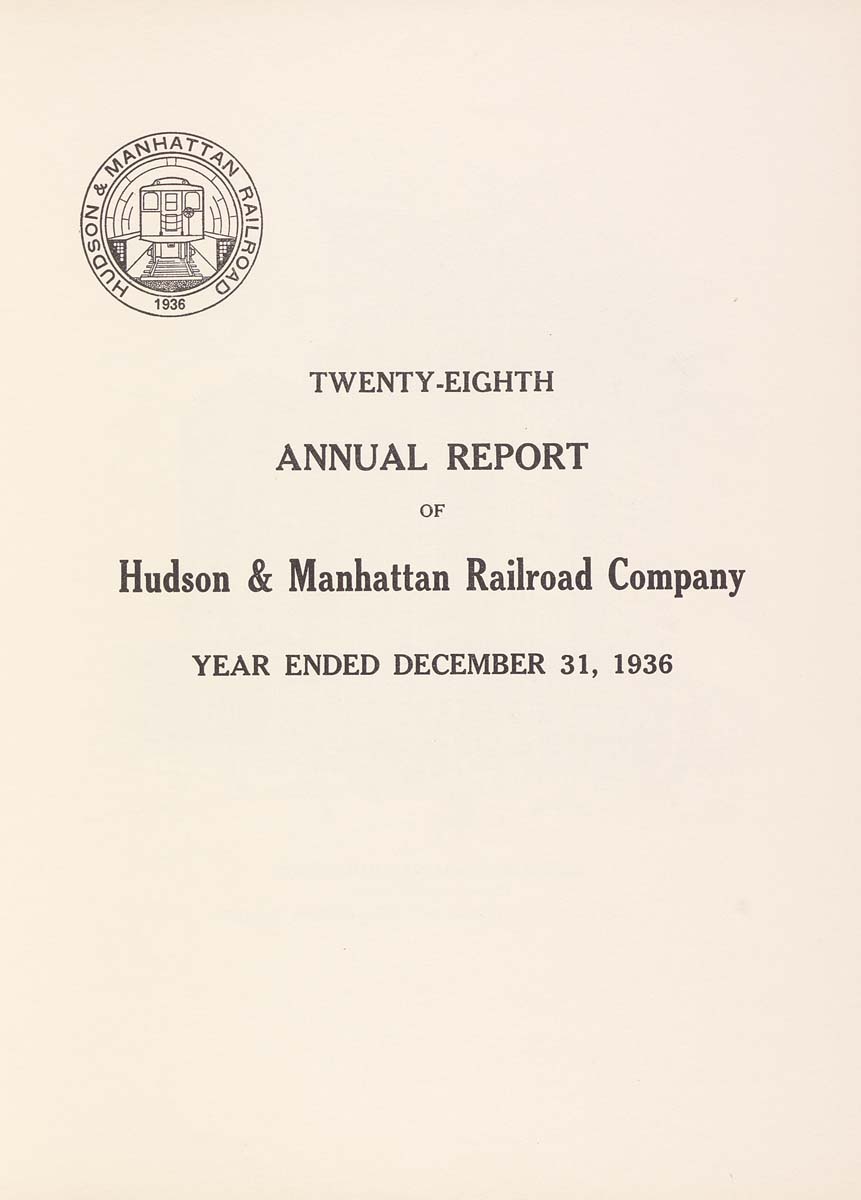 HUDSON & MANHATTAN RAILROAD
1936
TWENTY-EIGHTH
ANNUAL REPORT
OF
Hudson & Manhattan Railroad Company
YEAR ENDED DECEMBER 31, 1936